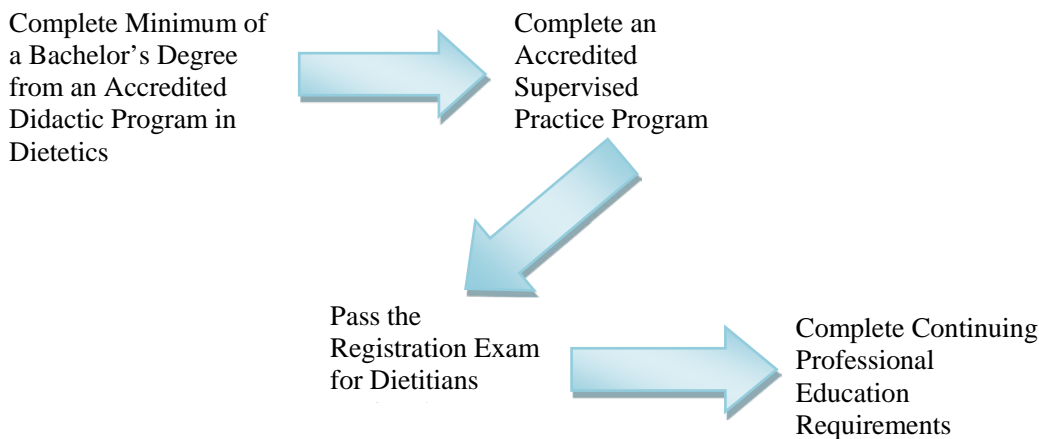 Complete Minimum of
a Bachelor’s Degree
from an Accredited
Didactic Program in
Dietetics
Complete an
Accredited
Supervised
Practice Program
Pass the
Registration Exam
for Dietitians
Complete Continuing
Professional
Education
Requirements